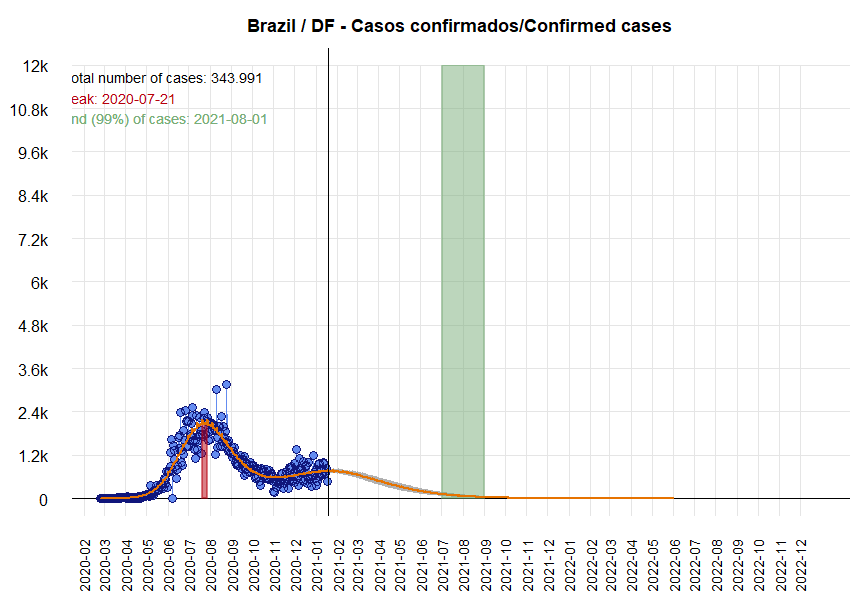 Brazil / DF - Casos confirmados/Confirmed cases
otal number of cases: 343.991
eak: 2020-07-21
nd (99%) of cases: 2021-08-01
12k
10.8k
9.6k
8.4k
7.2k
6k
4.8k
3.6k
2.4k
1.2k
0
2020-02
2020-03
2020-04
2020-05
2020-06
2020-07
2020-08
2020-09
2020-10
2020-11
2020-12
2021-01
2021-02
2021-03
2021-04
2021-05
2021-06
2021-07
2021-08
2021-09
2021-10
2021-11
2021-12
2022-01
2022-02
2022-03
2022-04
2022-05
2022-06
2022-07
2022-08
2022-09
2022-10
2022-11
2022-12